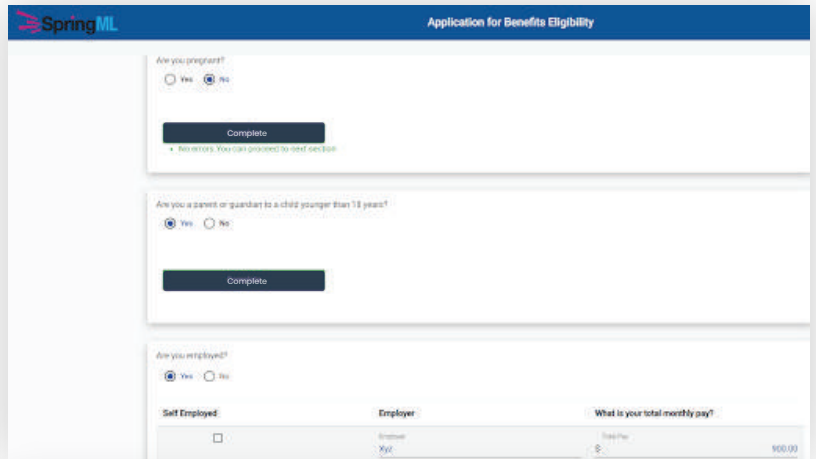 SpringML
Application for Benefits Eligibility
Are you pregnant?
Yes No
Complete
• No errors. You can proceed to next section
Are you a parent or guardian to a child younger than 18 years?
Yes No
Complete
Are you employed?
Yes No
Self Employed Employer What is your total monthly pay?
Employer Total Pay
Xyz $ 900.00